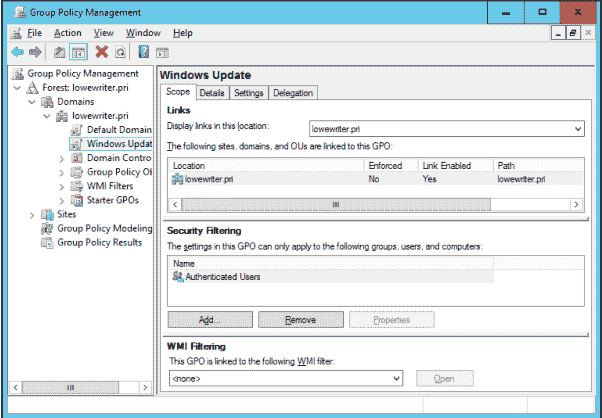 Group Policy Management
File Action View Window Help
Group Policy Management
Forest: lowewriter.pri
Domains
lowewriter.pri
Default Domain
Windows Updat
Domain Contro
Group Policy Ob
WMI Filters
Starter GPOs
Sites
Group Policy Modeling
Group Policy Results
Windows Update
Scope Details Settings Delegation
Links
Display links in this location: lowewriter.pri
The following sites, domains, and OUs are linked to this GPO:
Location Enforced Link Enabled Path
lowewriter.pri No Yes lowewriter.pri
Security Filtering
The settings in this GPO can only apply to the following groups, users, and computers:
Name
Authenticated Users
Add... Remove Properties
WMI Filtering
This GPO is linked to the following WMI filter:
<none> Open